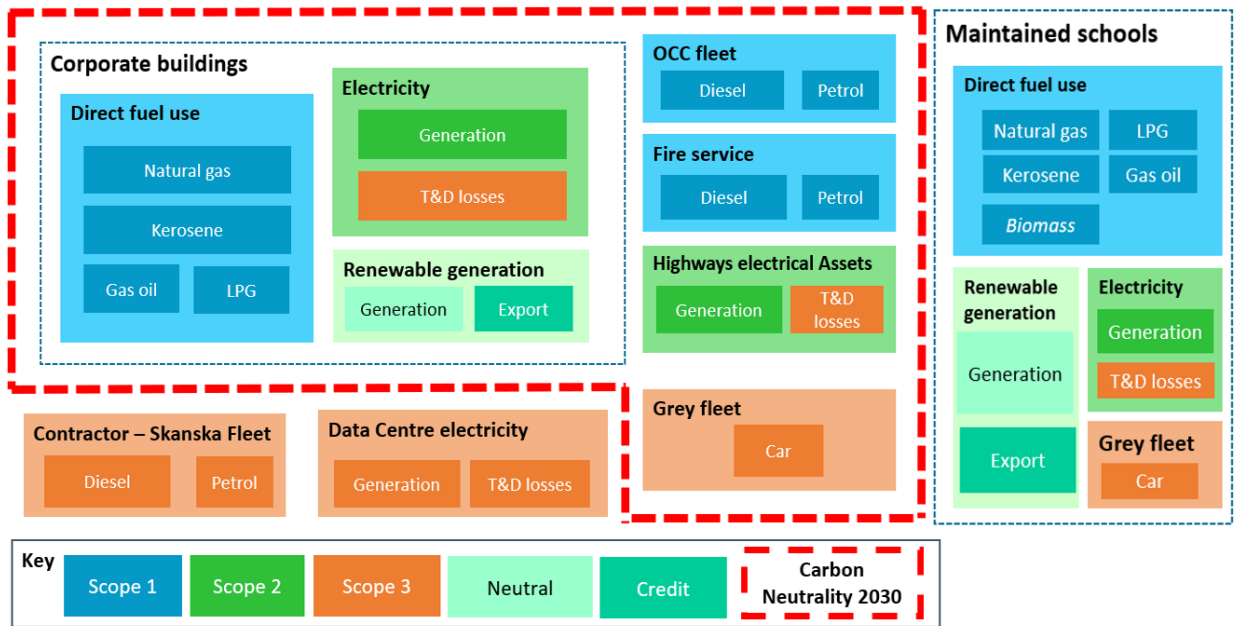 Corporate buildings
Direct fuel use
Natural gas
Kerosene
Gas oil
LPG
Electricity
Generation
T&D losses
Renewable generation
Generation
Export
OCC fleet
Diesel
Petrol
Fire service
Diesel
Petrol
Highways electrical Assets
Generation
T&D
losses
Grey fleet
Car
Contractor – Skanska Fleet
Diesel
Petrol
Data Centre electricity
Generation
T&D losses
Maintained schools
Direct fuel use
Natural gas
LPG
Kerosene
Gas oil
Biomass
Renewable
generation
Generation
Export
Electricity
Generation
T&D losses
Grey fleet
Car
Key
Scope 1
Scope 2
Scope 3
Neutral
Credit
Carbon
Neutrality 2030